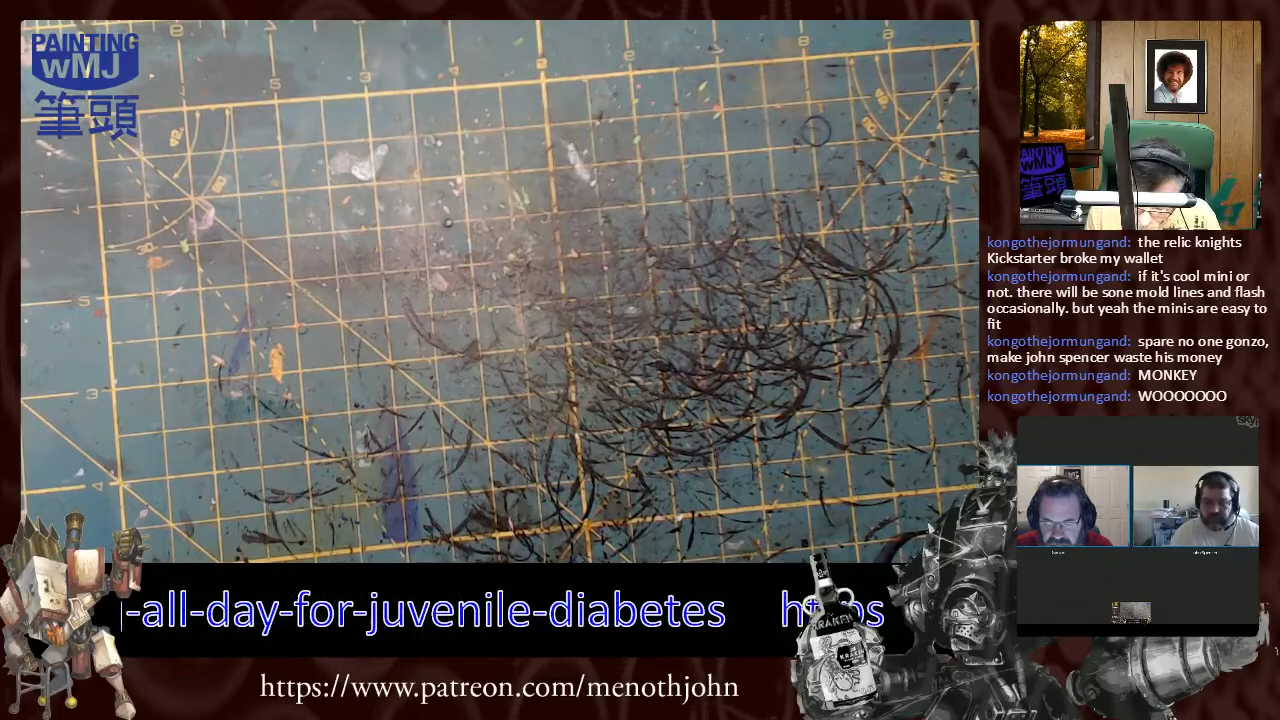 PAINTING
WMJ
筆頭
kongothejormungand: the relic knights
Kickstarter broke my wallet
kongothejormungand: if it's cool mini or
not. there will be sone mold lines and flash
occasionally. but yeah the minis are easy to
fit
kongothejormungand: spare no one gonzo,
make john spencer waste his money
kongothejormungand: MONKEY
kongothejormungand: WOOOOOOO
-all-day-for-juvenile-diabetes
https
KRAKEN
https://www.patreon.com/menothjohn